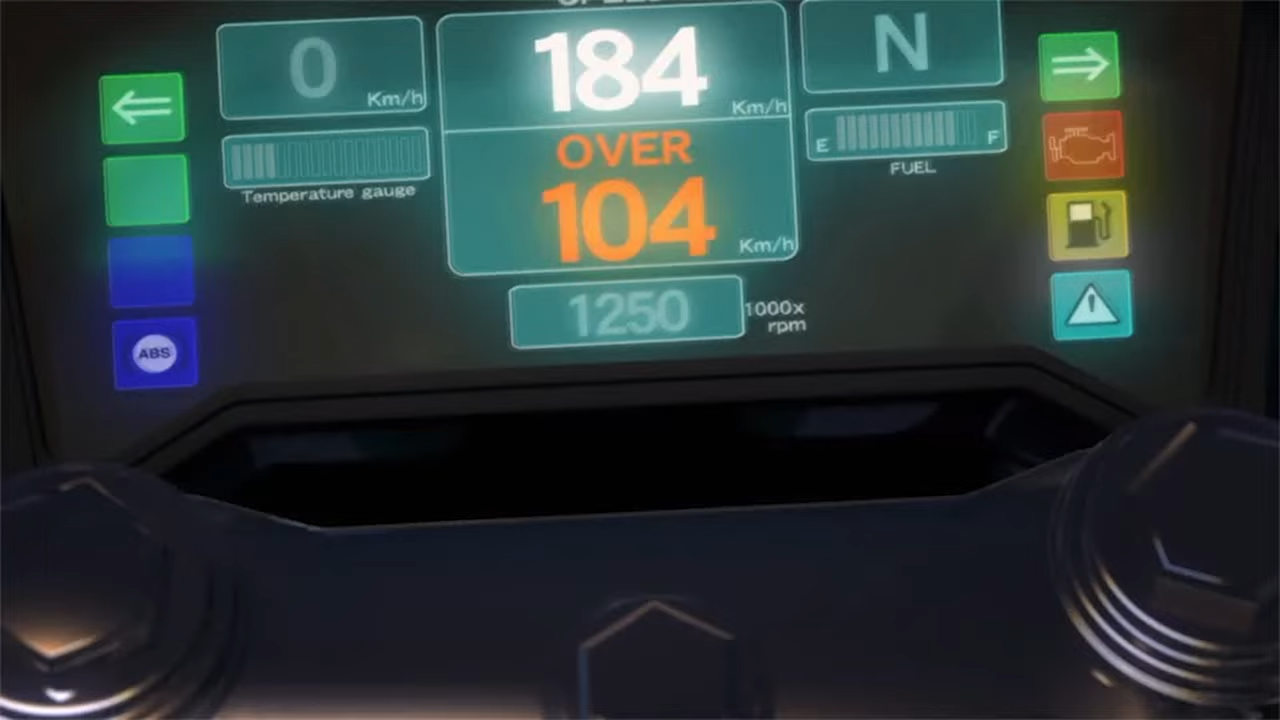 0
Km/h
Temperature gauge
184
Km/h
OVER
104
Km/h
1250
1000x
rpm
N
E
F
FUEL
ABS